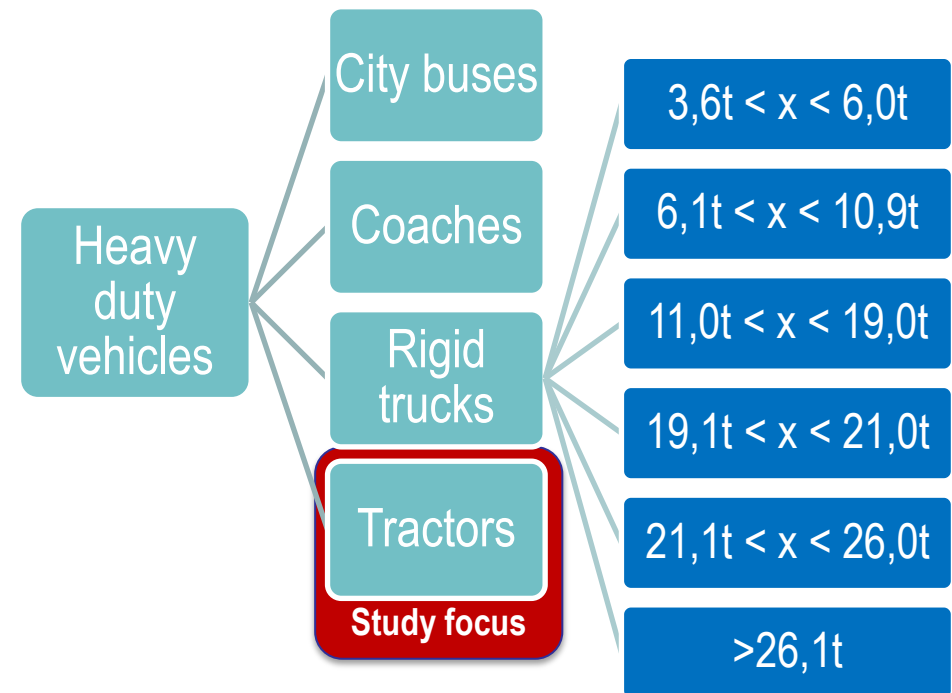 Heavy
duty
vehicles
City buses
Coaches
Rigid
trucks
Tractors
Study focus
3,6t < x < 6,0t
6,1t < x < 10,9t
11,0t < x < 19,0t
19,1t < x < 21,0t
21,1t < x < 26,0t
>26,1t